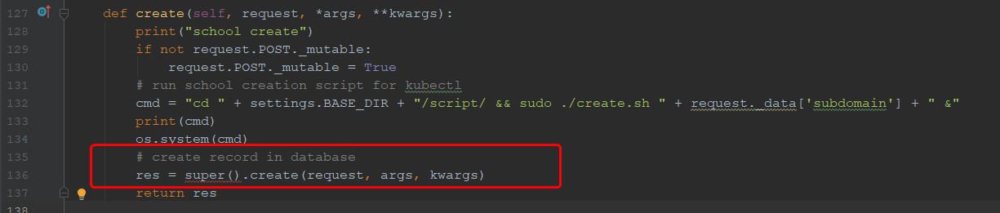 127 def create(self, request, *args, **kwargs):
128 print("school create")
129 if not request.POST._mutable:
130 request.POST._mutable = True
131 # run school creation script for kubectl
132 cmd = "cd " + settings.BASE_DIR + "/script/ && sudo ./create.sh " + request._data['subdomain'] + " &"
133 print(cmd)
134 os.system(cmd)
135 # create record in database
136 res = super().create(request, args, kwargs)
137 return res
138